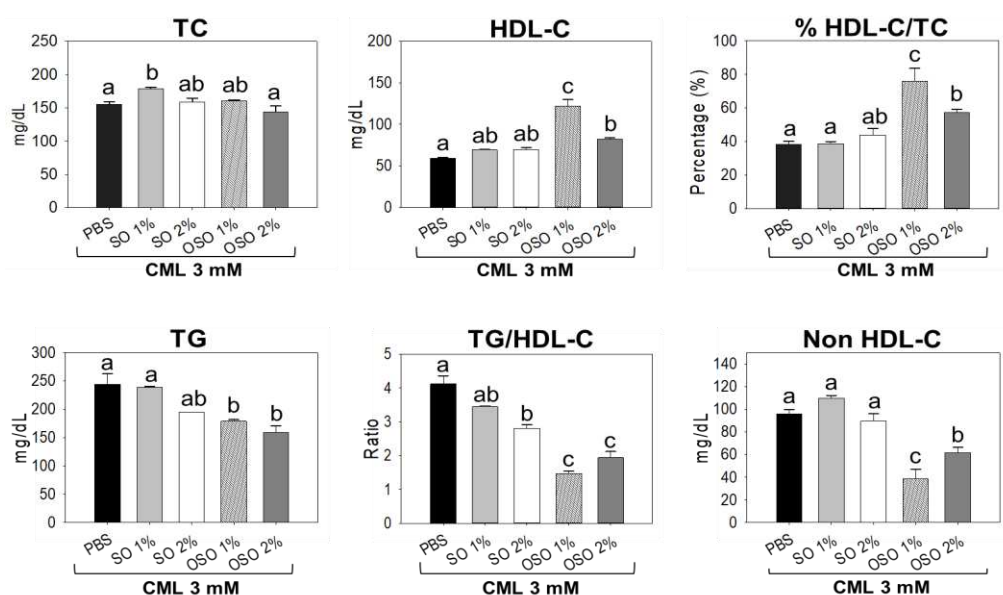 TC
250
200
150
100
50
0
mg/dL
a
b
ab
ab
a
PBS
SO 1%
SO 2%
OSO 1%
OSO 2%
CML 3 mM
HDL-C
200
150
100
50
0
mg/dL
a
ab
ab
c
b
PBS
SO 1%
SO 2%
OSO 1%
OSO 2%
CML 3 mM
% HDL-C/TC
100
80
60
40
20
0
Percentage (%)
a
a
ab
c
b
PBS
SO 1%
SO 2%
OSO 1%
OSO 2%
CML 3 mM
TG
300
250
200
150
100
50
0
mg/dL
a
a
ab
b
b
PBS
SO 1%
SO 2%
OSO 1%
OSO 2%
CML 3 mM
TG/HDL-C
5
4
3
2
1
0
Ratio
a
ab
b
c
c
PBS
SO 1%
SO 2%
OSO 1%
OSO 2%
CML 3 mM
Non HDL-C
140
120
100
80
60
40
20
0
mg/dL
a
a
a
c
b
PBS
SO 1%
SO 2%
OSO 1%
OSO 2%
CML 3 mM